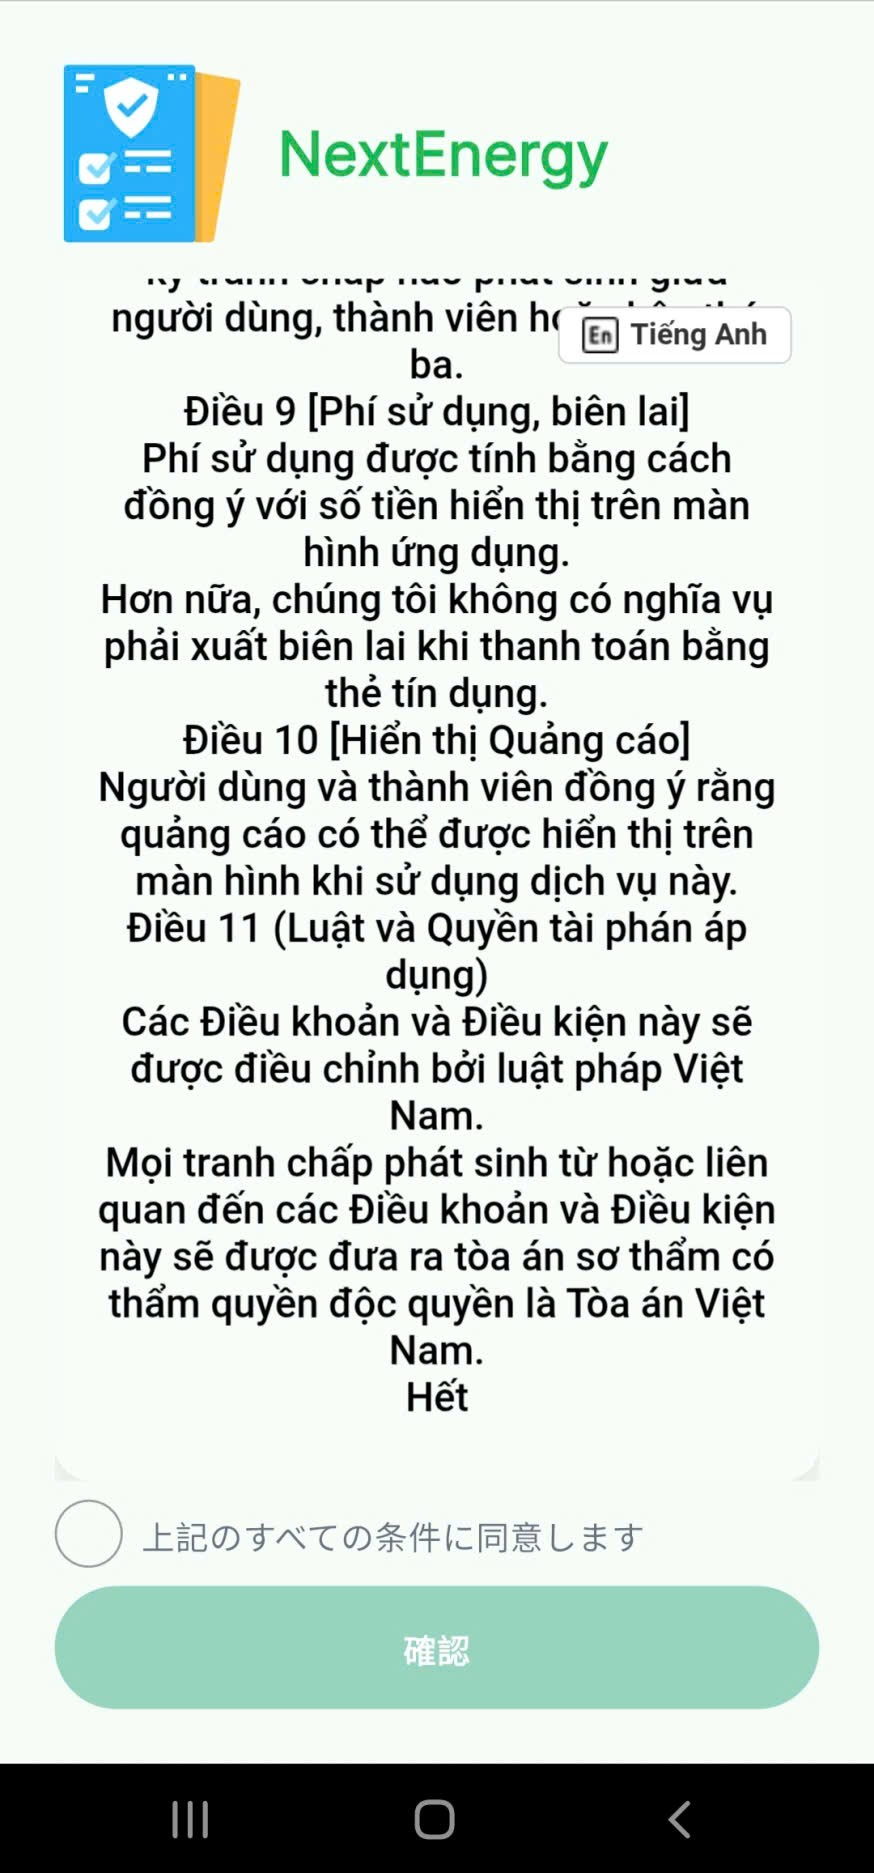 NextEnergy
người dùng, thành viên
En Tiếng Anh
ba.
Điều 9 [Phí sử dụng, biên lai]
Phí sử dụng được tính bằng cách
đồng ý với số tiền hiển thị trên màn
hình ứng dụng.
Hơn nữa, chúng tôi không có nghĩa vụ
phải xuất biên lai khi thanh toán bằng
thẻ tín dụng.
Điều 10 [Hiển thị Quảng cáo]
Người dùng và thành viên đồng ý rằng
quảng cáo có thể được hiển thị trên
màn hình khi sử dụng dịch vụ này.
Điều 11 (Luật và Quyền tài phán áp
dụng)
Các Điều khoản và Điều kiện này sẽ
được điều chỉnh bởi luật pháp Việt
Nam.
Mọi tranh chấp phát sinh từ hoặc liên
quan đến các Điều khoản và Điều kiện
này sẽ được đưa ra tòa án sơ thẩm có
thẩm quyền độc quyền là Tòa án Việt
Nam.
Hết
上記のすべての条件に同意します
確認